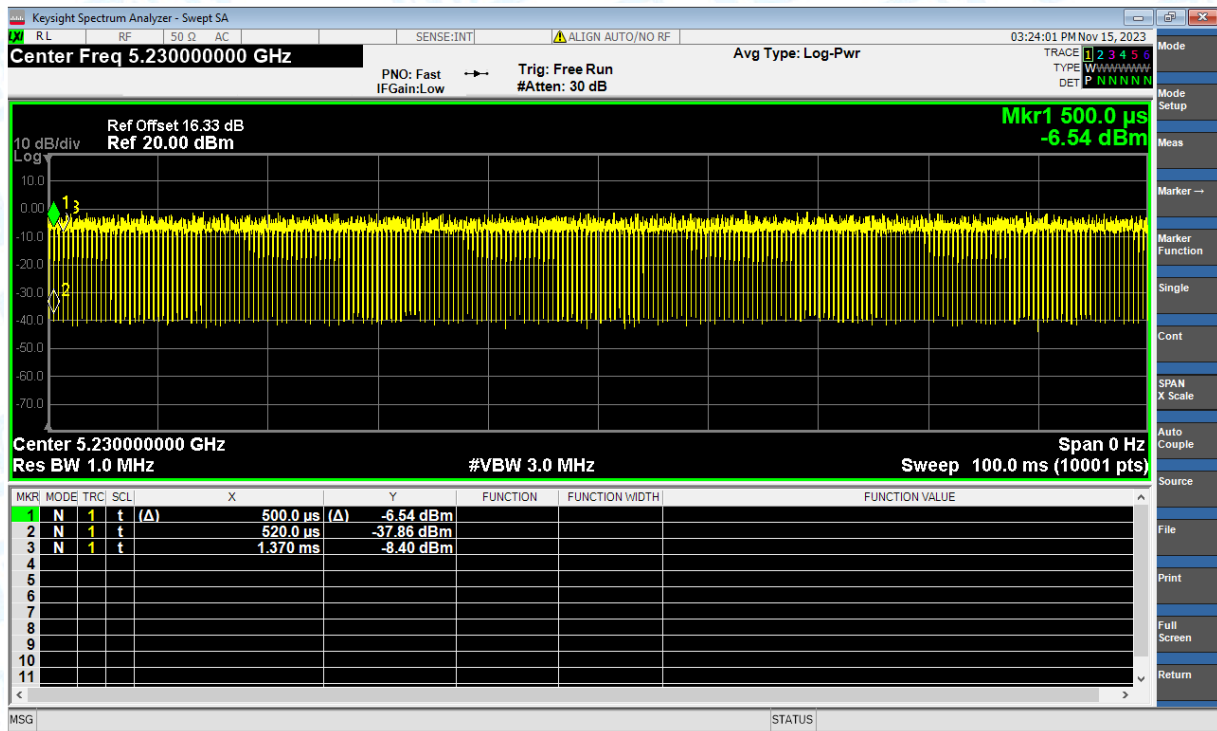 Keysight Spectrum Analyzer - Swept SA
LXI RL RF 50 Ω AC SENSE:INT ALIGN AUTO/NO RF 03:24:01 PM Nov 15, 2023
Center Freq 5.230000000 GHz Avg Type: Log-Pwr TRACE 1 2 3 4 5 6
PNO: Fast Trig: Free Run TYPE WWWWWW
IFGain:Low #Atten: 30 dB DET P N N N N N
Mkr1 500.0 µs
-6.54 dBm
Ref Offset 16.33 dB
10 dB/div Ref 20.00 dBm
Log
10.0
0.00
-10.0
-20.0
-30.0
-40.0
-50.0
-60.0
-70.0
1
3
2
Center 5.230000000 GHz Span 0 Hz
Res BW 1.0 MHz #VBW 3.0 MHz Sweep 100.0 ms (10001 pts)
MKR MODE TRC SCL X Y FUNCTION FUNCTION WIDTH FUNCTION VALUE
1 N 1 t (Δ) 500.0 µs (Δ) -6.54 dBm
2 N 1 t 520.0 µs -37.86 dBm
3 N 1 t 1.370 ms -8.40 dBm
4
5
6
7
8
9
10
11
MSG STATUS
Mode
Mode
Setup
Meas
Marker →
Marker
Function
Single
Cont
SPAN
X Scale
Auto
Couple
Source
File
Print
Full
Screen
Return